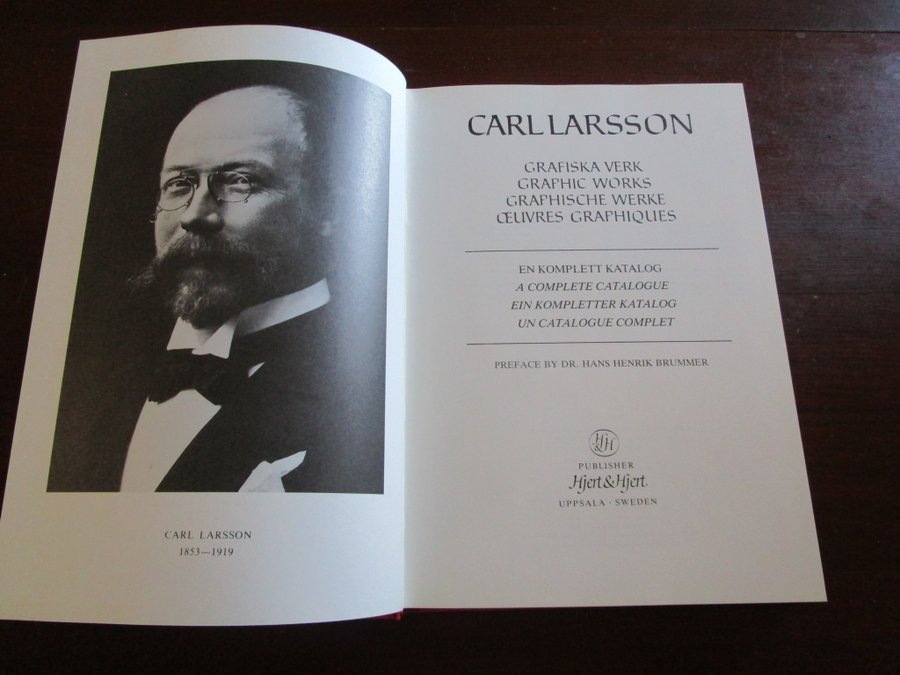 CARL LARSSON
1853—1919
CARL LARSSON
GRAFISKA VERK
GRAPHIC WORKS
GRAPHISCHE WERKE
ŒUVRES GRAPHIQUES
EN KOMPLETT KATALOG
A COMPLETE CATALOGUE
EIN KOMPLETTER KATALOG
UN CATALOGUE COMPLET
PREFACE BY DR. HANS HENRIK BRUMMER
Hj
&H
PUBLISHER
Hjert & Hjert
UPPSALA · SWEDEN